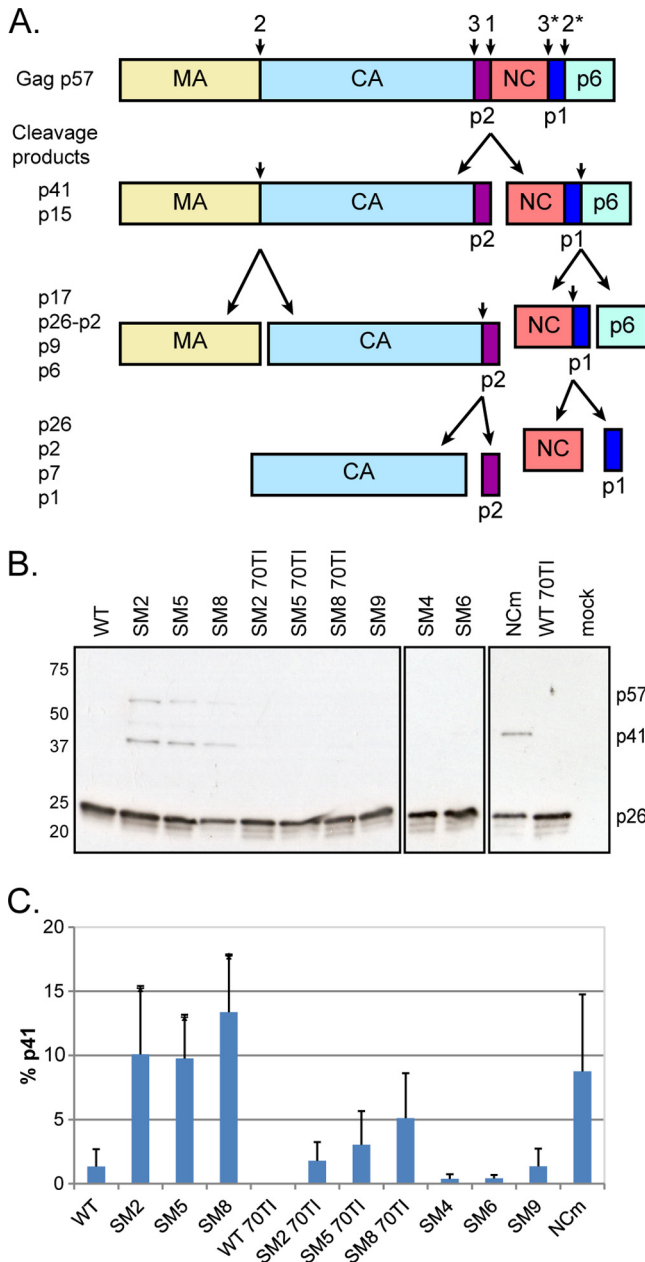 A.
2 3 1 3* 2*
Gag p57 MA CA NC p6
p2 p1
Cleavage
products
p41
p15
MA CA NC p6
p2 p1
p17
p26-p2
p9
p6
MA CA NC p6
p2 p1
p26
p2
p7
p1
CA NC
p2 p1
B.
WT SM2 SM5 SM8 SM2 70TI SM5 70TI SM8 70TI SM9 SM4 SM6 NCm WT 70TI mock
75
50
37
25
20
p57
p41
p26
C.
% p41
20
15
10
5
0
WT SM2 SM5 SM8 WT 70TI SM2 70TI SM5 70TI SM8 70TI SM4 SM6 SM9 NCm